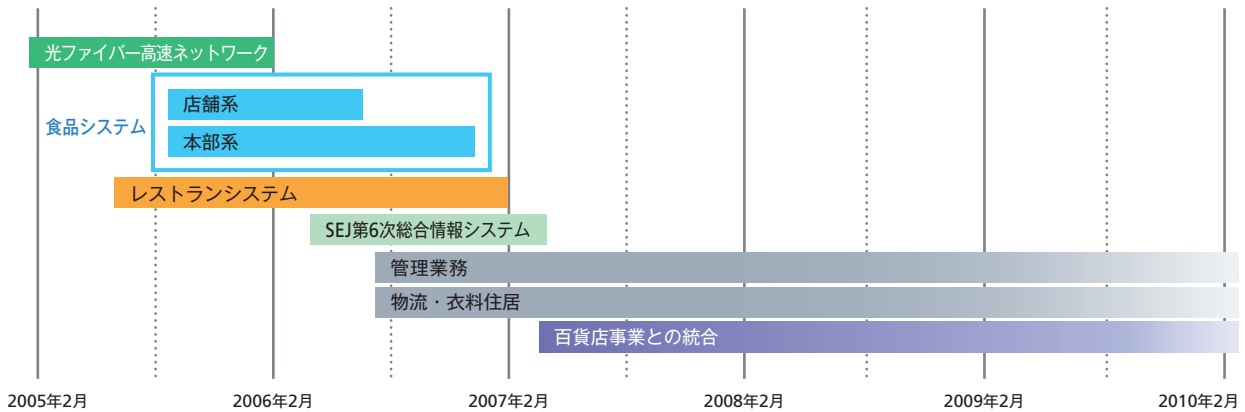 光ファイバー高速ネットワーク
店舗系
食品システム
本部系
レストランシステム
SEJ第6次総合情報システム
管理業務
物流・衣料住居
百貨店事業との統合
2005年2月 2006年2月 2007年2月 2008年2月 2009年2月 2010年2月